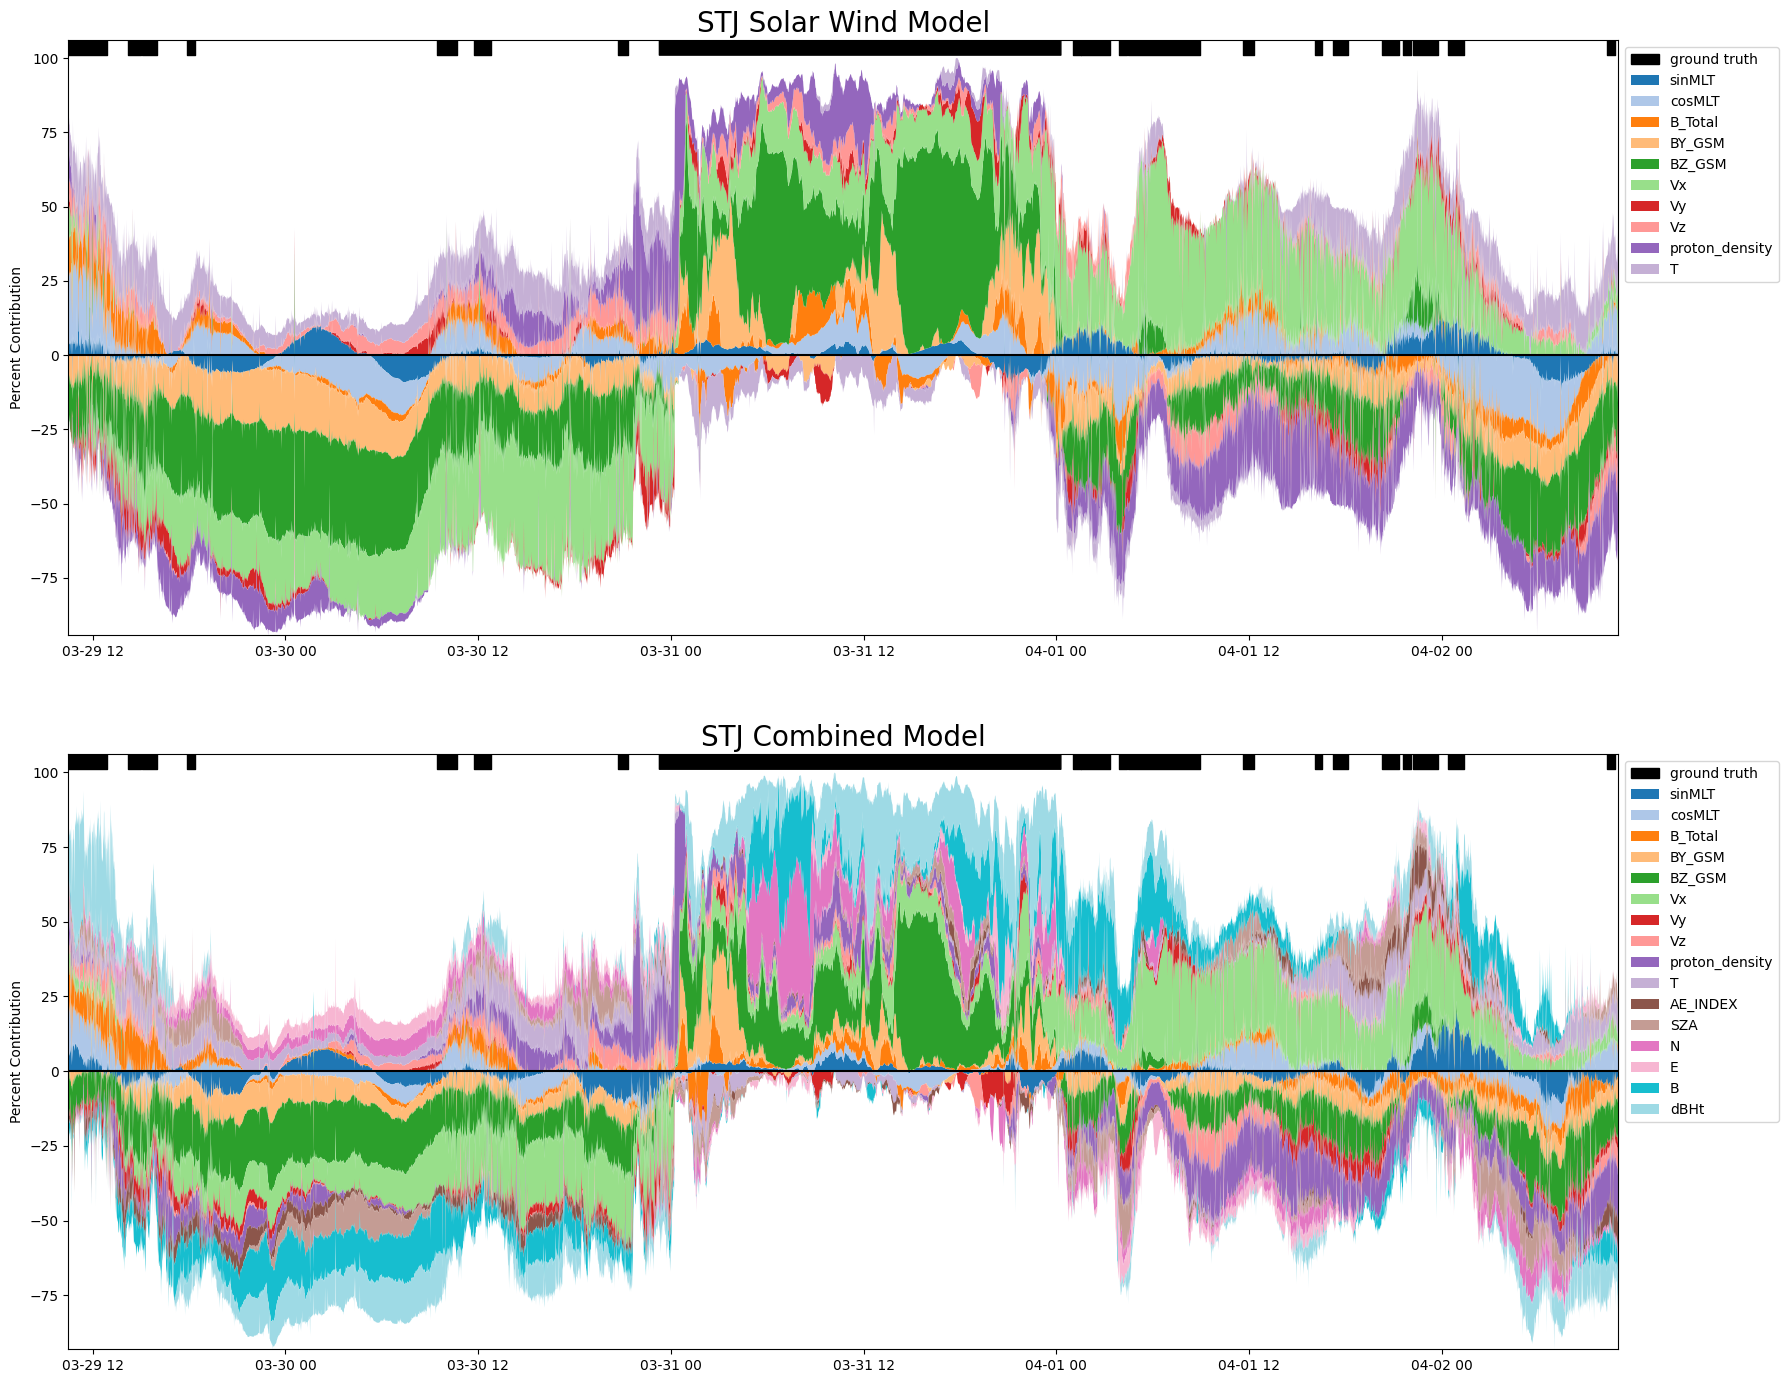 STJ Solar Wind Model
Percent Contribution
100
75
50
25
0
−25
−50
−75
03-29 12
03-30 00
03-30 12
03-31 00
03-31 12
04-01 00
04-01 12
04-02 00
ground truth
sinMLT
cosMLT
B_Total
BY_GSM
BZ_GSM
Vx
Vy
Vz
proton_density
T
STJ Combined Model
Percent Contribution
100
75
50
25
0
−25
−50
−75
03-29 12
03-30 00
03-30 12
03-31 00
03-31 12
04-01 00
04-01 12
04-02 00
ground truth
sinMLT
cosMLT
B_Total
BY_GSM
BZ_GSM
Vx
Vy
Vz
proton_density
T
AE_INDEX
SZA
N
E
B
dBHt